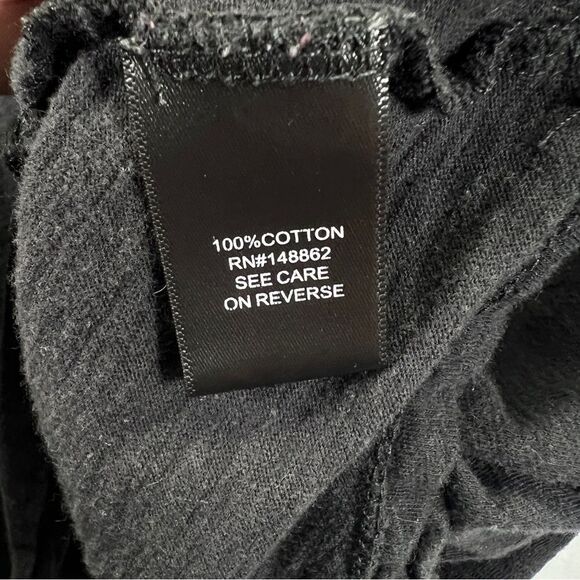 100%COTTON
RN#148862
SEE CARE
ON REVERSE